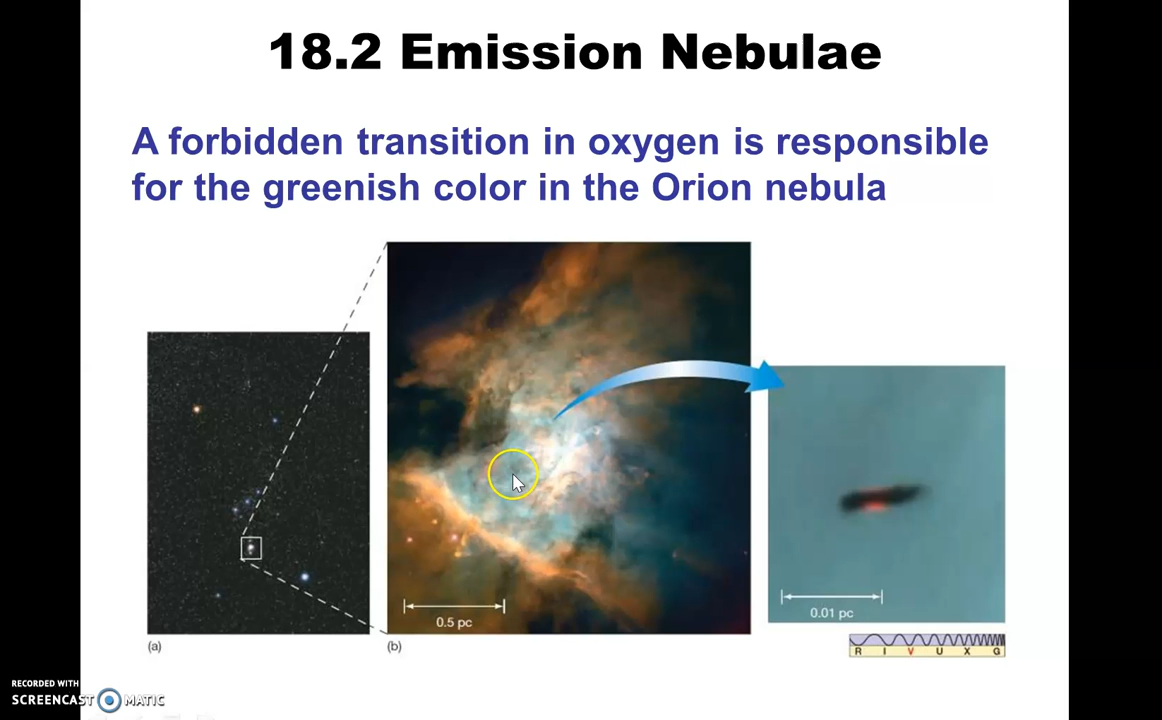 18.2 Emission Nebulae
A forbidden transition in oxygen is responsible
for the greenish color in the Orion nebula
0.5 pc
0.01 pc
(a)
(b)
R I V U X G
RECORDED WITH
SCREENCAST MATIC